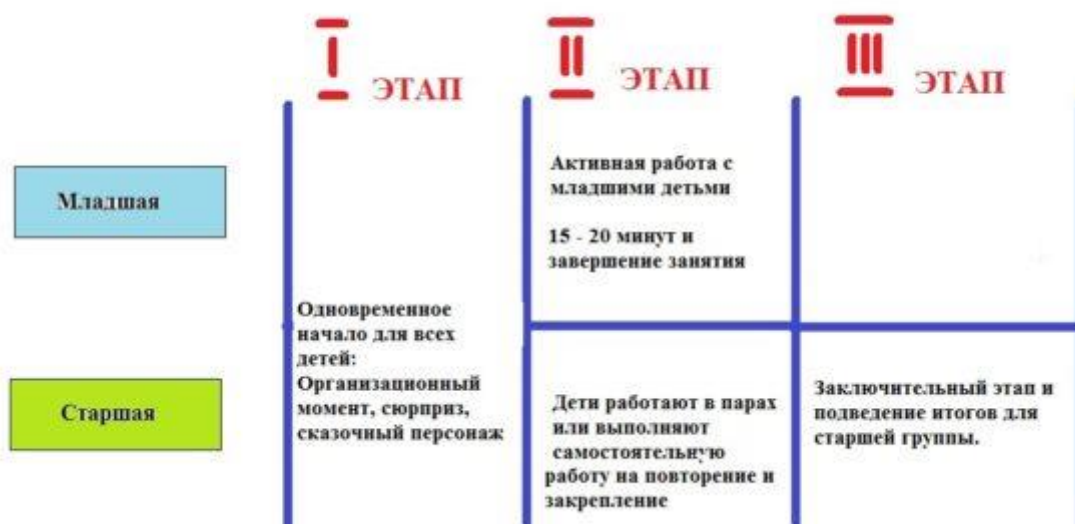 I ЭТАП
II ЭТАП
III ЭТАП
Младшая
Активная работа с
младшими детьми
15 - 20 минут и
завершение занятия
Одновременное
начало для всех
детей:
Организационный
момент, сюрприз,
сказочный персонаж
Старшая
Дети работают в парах
или выполняют
самостоятельную
работу на повторение и
закрепление
Заключительный этап и
подведение итогов для
старшей группы.